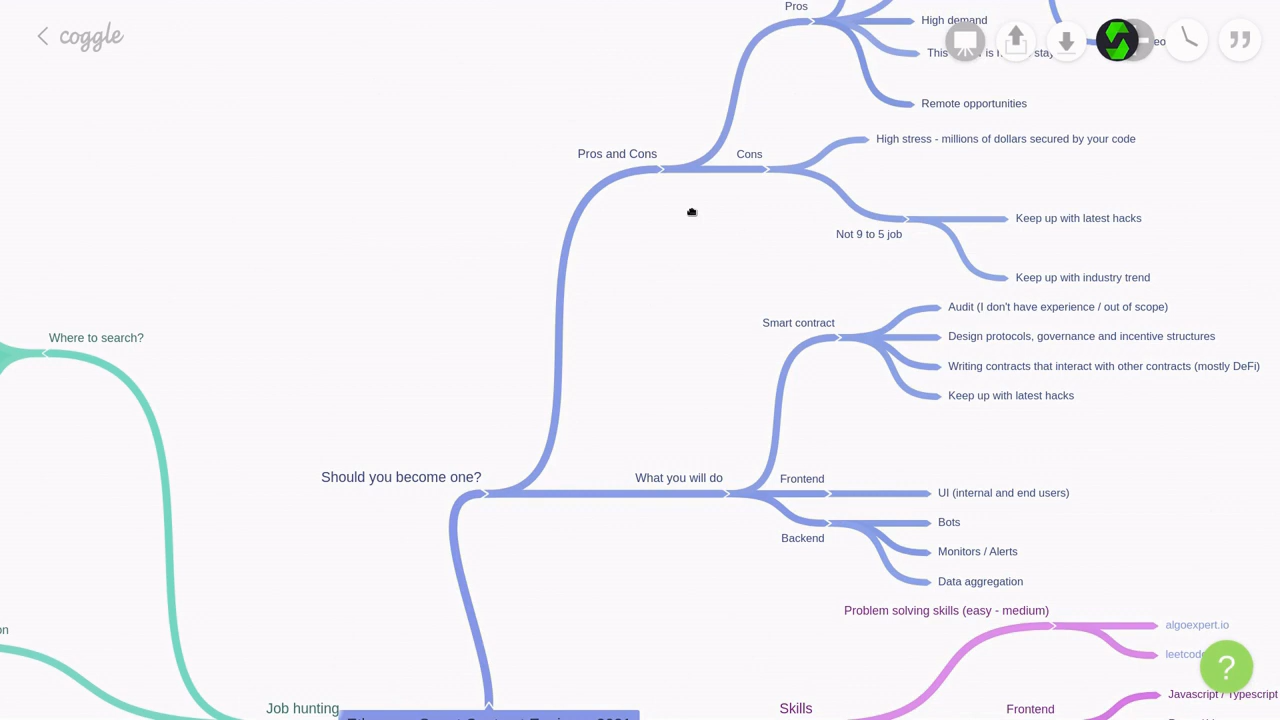 coggle
Pros
High demand
This
stay
Remote opportunities
Pros and Cons
Cons
High stress - millions of dollars secured by your code
Not 9 to 5 job
Keep up with latest hacks
Keep up with industry trend
Where to search?
Smart contract
Audit (I don't have experience / out of scope)
Design protocols, governance and incentive structures
Writing contracts that interact with other contracts (mostly DeFi)
Keep up with latest hacks
Should you become one?
What you will do
Frontend
UI (internal and end users)
Backend
Bots
Monitors / Alerts
Data aggregation
Problem solving skills (easy - medium)
algoexpert.io
leetcode
?
Job hunting
Skills
Frontend
Javascript / Typescript